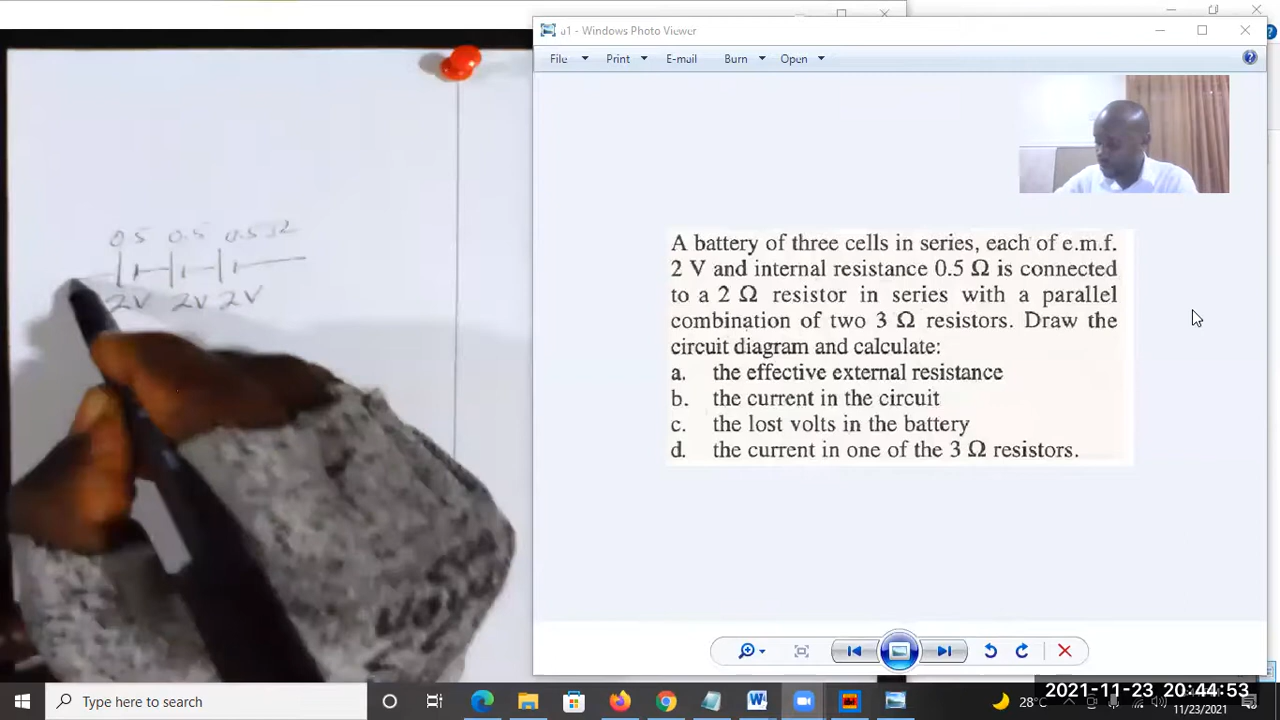 a1 - Windows Photo Viewer
File Print E-mail Burn Open
0.5 0.5 0.5Ω
2V 2V 2V
A battery of three cells in series, each of e.m.f.
2 V and internal resistance 0.5 Ω is connected
to a 2 Ω resistor in series with a parallel
combination of two 3 Ω resistors. Draw the
circuit diagram and calculate:
a. the effective external resistance
b. the current in the circuit
c. the lost volts in the battery
d. the current in one of the 3 Ω resistors.
Type here to search
28°C
2021-11-23 20:44:53
11/23/2021